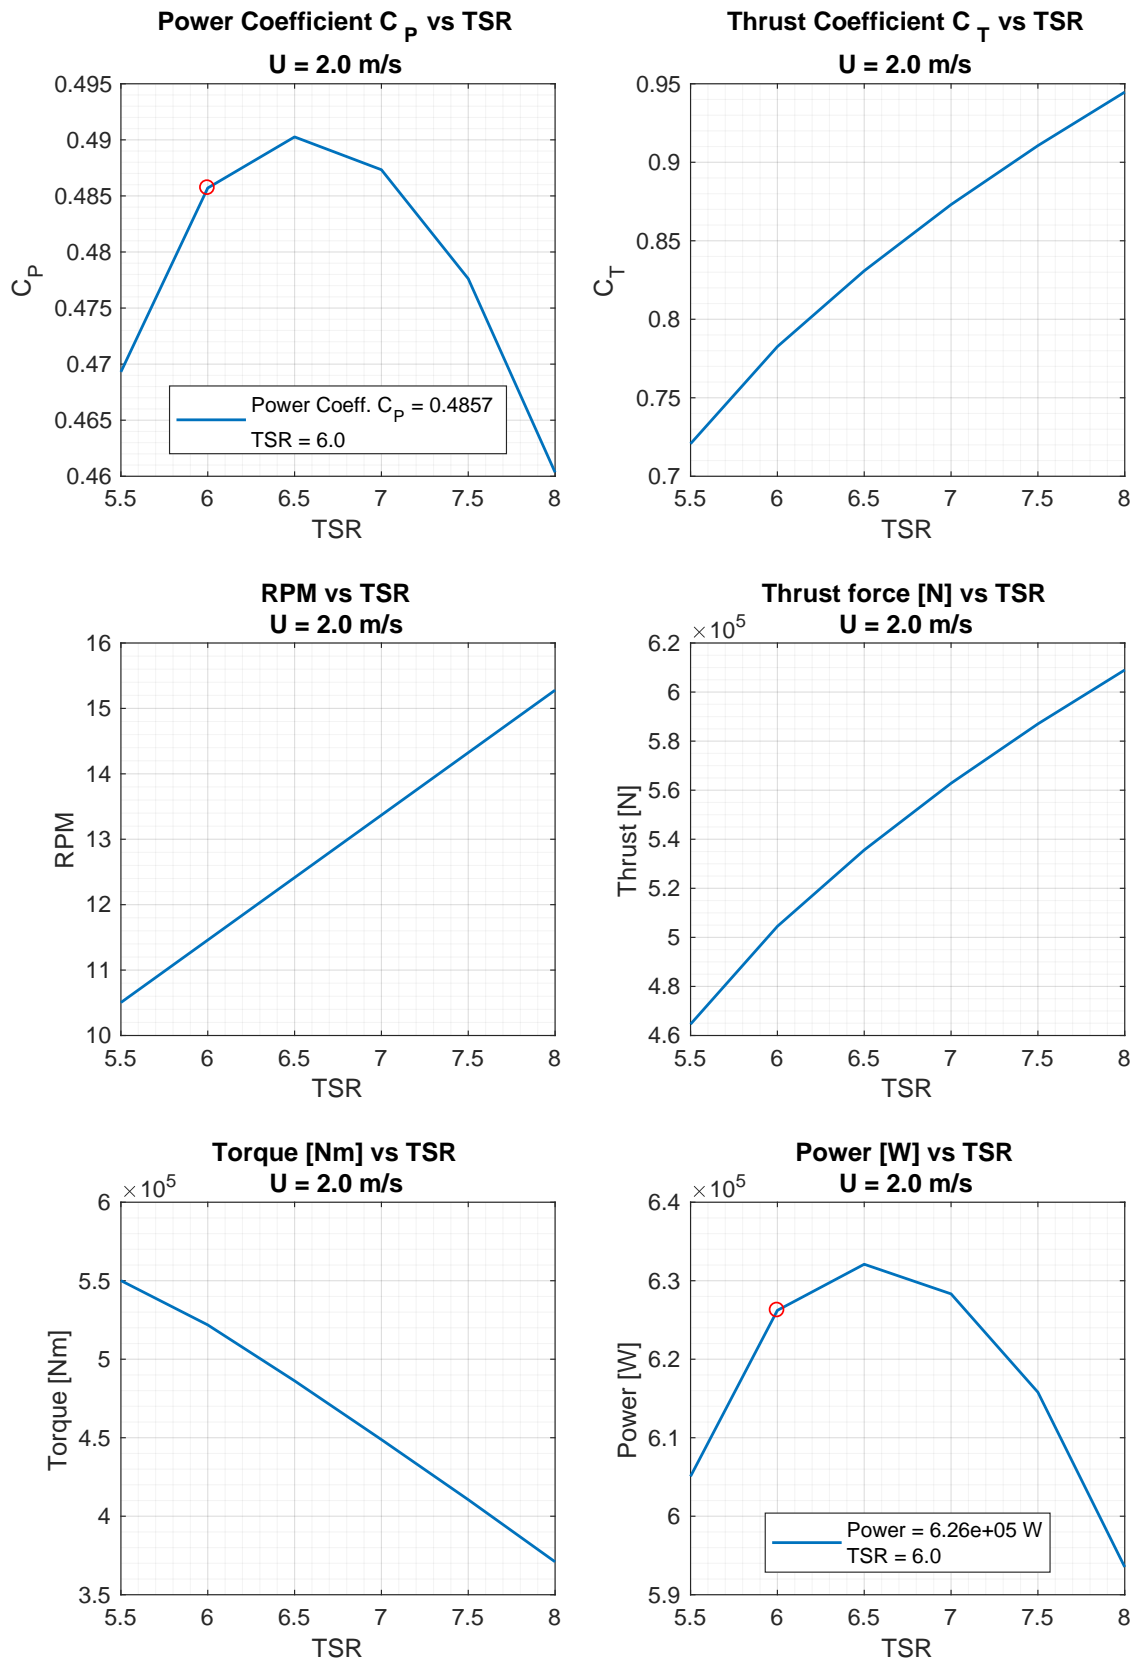 Power Coefficient C_P vs TSR
U = 2.0 m/s
0.495
0.49
0.485
0.48
0.475
0.47
0.465
0.46
C_P
Power Coeff. C_P = 0.4857
TSR = 6.0
5.5 6 6.5 7 7.5 8
TSR
Thrust Coefficient C_T vs TSR
U = 2.0 m/s
0.95
0.9
0.85
0.8
0.75
0.7
C_T
5.5 6 6.5 7 7.5 8
TSR
RPM vs TSR
U = 2.0 m/s
16
15
14
13
12
11
10
RPM
5.5 6 6.5 7 7.5 8
TSR
Thrust force [N] vs TSR
U = 2.0 m/s
×10^5
6.2
6
5.8
5.6
5.4
5.2
5
4.8
4.6
Thrust [N]
5.5 6 6.5 7 7.5 8
TSR
Torque [Nm] vs TSR
U = 2.0 m/s
×10^5
6
5.5
5
4.5
4
3.5
Torque [Nm]
5.5 6 6.5 7 7.5 8
TSR
Power [W] vs TSR
U = 2.0 m/s
×10^5
6.4
6.3
6.2
6.1
6
5.9
Power [W]
Power = 6.26e+05 W
TSR = 6.0
5.5 6 6.5 7 7.5 8
TSR